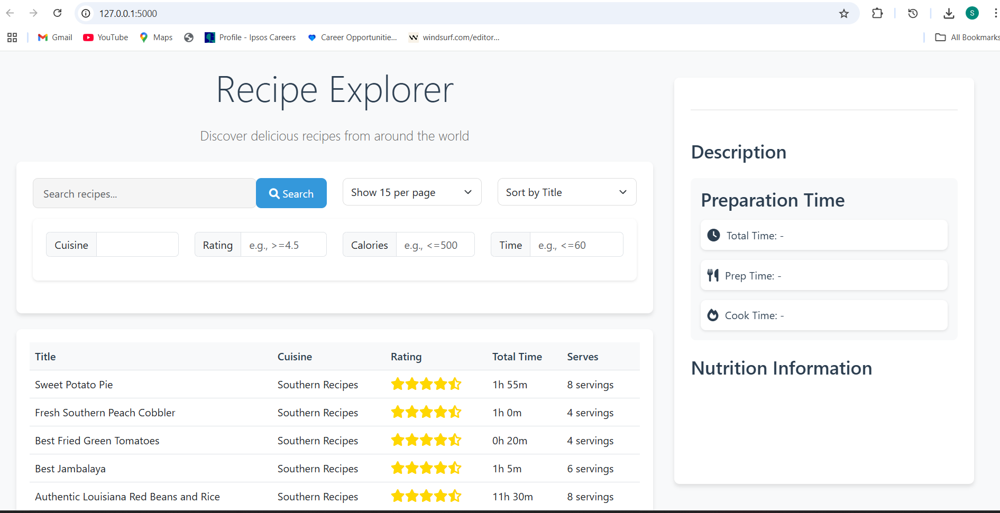 127.0.0.1:5000
S
Gmail
YouTube
Maps
Profile - Ipsos Careers
Career Opportunitie...
windsurf.com/editor...
All Bookmarks
Recipe Explorer
Discover delicious recipes from around the world
Search recipes...
Search
Show 15 per page
Sort by Title
Cuisine
Rating e.g., >=4.5
Calories e.g., <=500
Time e.g., <=60
Title Cuisine Rating Total Time Serves
Sweet Potato Pie Southern Recipes 1h 55m 8 servings
Fresh Southern Peach Cobbler Southern Recipes 1h 0m 4 servings
Best Fried Green Tomatoes Southern Recipes 0h 20m 4 servings
Best Jambalaya Southern Recipes 1h 5m 6 servings
Authentic Louisiana Red Beans and Rice Southern Recipes 11h 30m 8 servings
Description
Preparation Time
Total Time: -
Prep Time: -
Cook Time: -
Nutrition Information